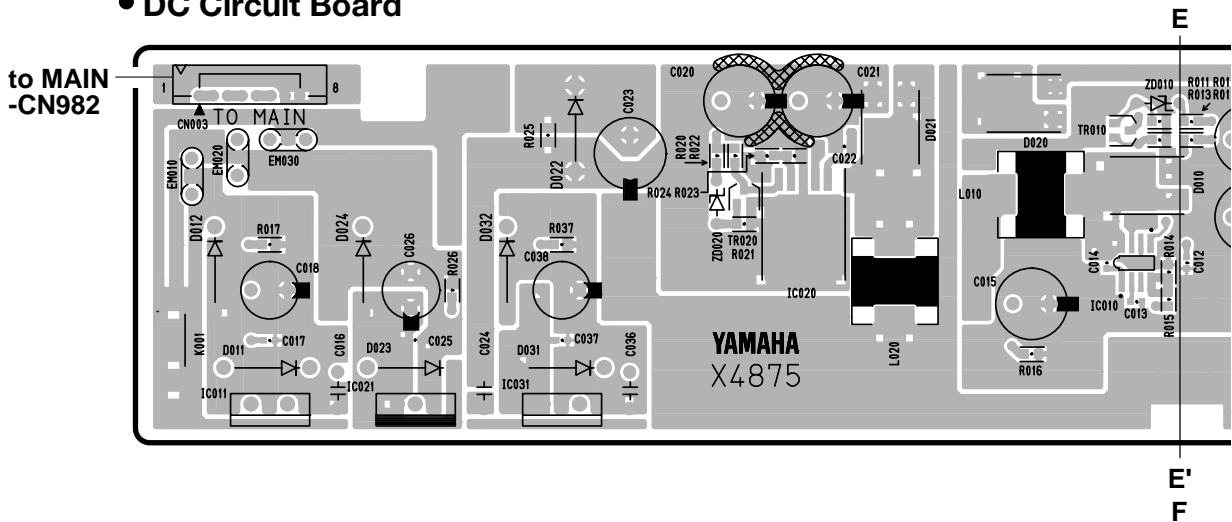 • DC Circuit Board
E
to MAIN
-CN982
1
8
CN003
TO MAIN
EM010
EM020
EM030
R025
D022
C023
C020
C021
R020
R022
R024
R023
C022
D021
ZD020
TR020
R021
ZD010
R011
R013
TR010
D020
D010
L010
D012
R017
C018
D024
C026
R026
D032
R037
C038
IC020
C015
C014
R014
C012
IC010
C013
R015
K001
D011
C017
C016
D023
C025
C024
D031
C037
C036
YAMAHA
X4875
L020
R016
IC011
IC021
IC031
E'
F